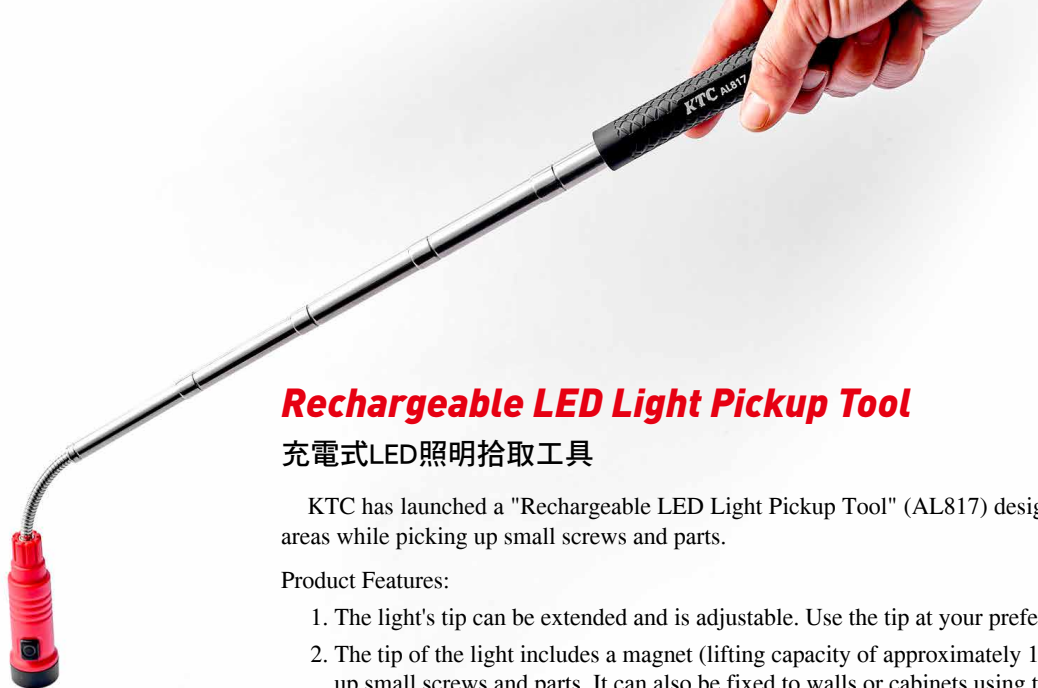 KTC AL817
Rechargeable LED Light Pickup Tool
充電式LED照明拾取工具
KTC has launched a "Rechargeable LED Light Pickup Tool" (AL817)
areas while picking up small screws and parts.
Product Features:
1. The light's tip can be extended and is adjustable. Use the tip at your
2. The tip of the light includes a magnet (lifting capacity of approximately
up small screws and parts. It can also be fixed to walls or cabinets using